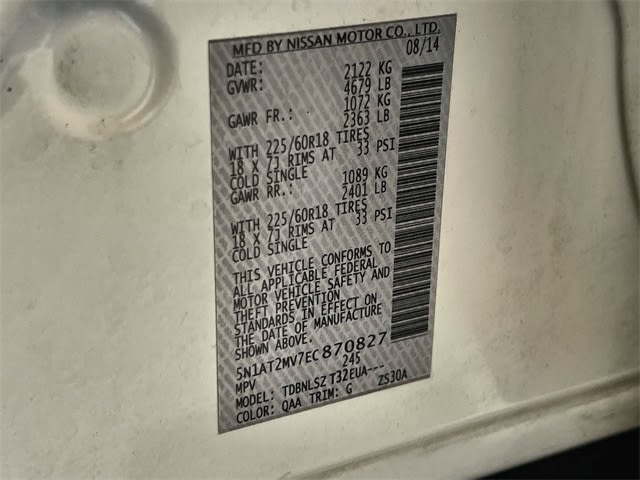 MFD BY NISSAN MOTOR CO., LTD.
DATE: 08/14
GVWR: 2122 KG
4679 LB
GAWR FR.: 1072 KG
2363 LB
WITH 225/60R18 TIRES
18 X 7J RIMS AT 33 PSI
COLD SINGLE
GAWR RR.: 1089 KG
2401 LB
WITH 225/60R18 TIRES
18 X 7J RIMS AT 33 PSI
COLD SINGLE
THIS VEHICLE CONFORMS TO
ALL APPLICABLE FEDERAL
MOTOR VEHICLE SAFETY AND
THEFT PREVENTION
STANDARDS IN EFFECT ON
THE DATE OF MANUFACTURE
SHOWN ABOVE.
5N1AT2MV7EC870827
MPV 245
MODEL: TDBNLSZ T32EUA---
COLOR: QAA TRIM: G ZS30A